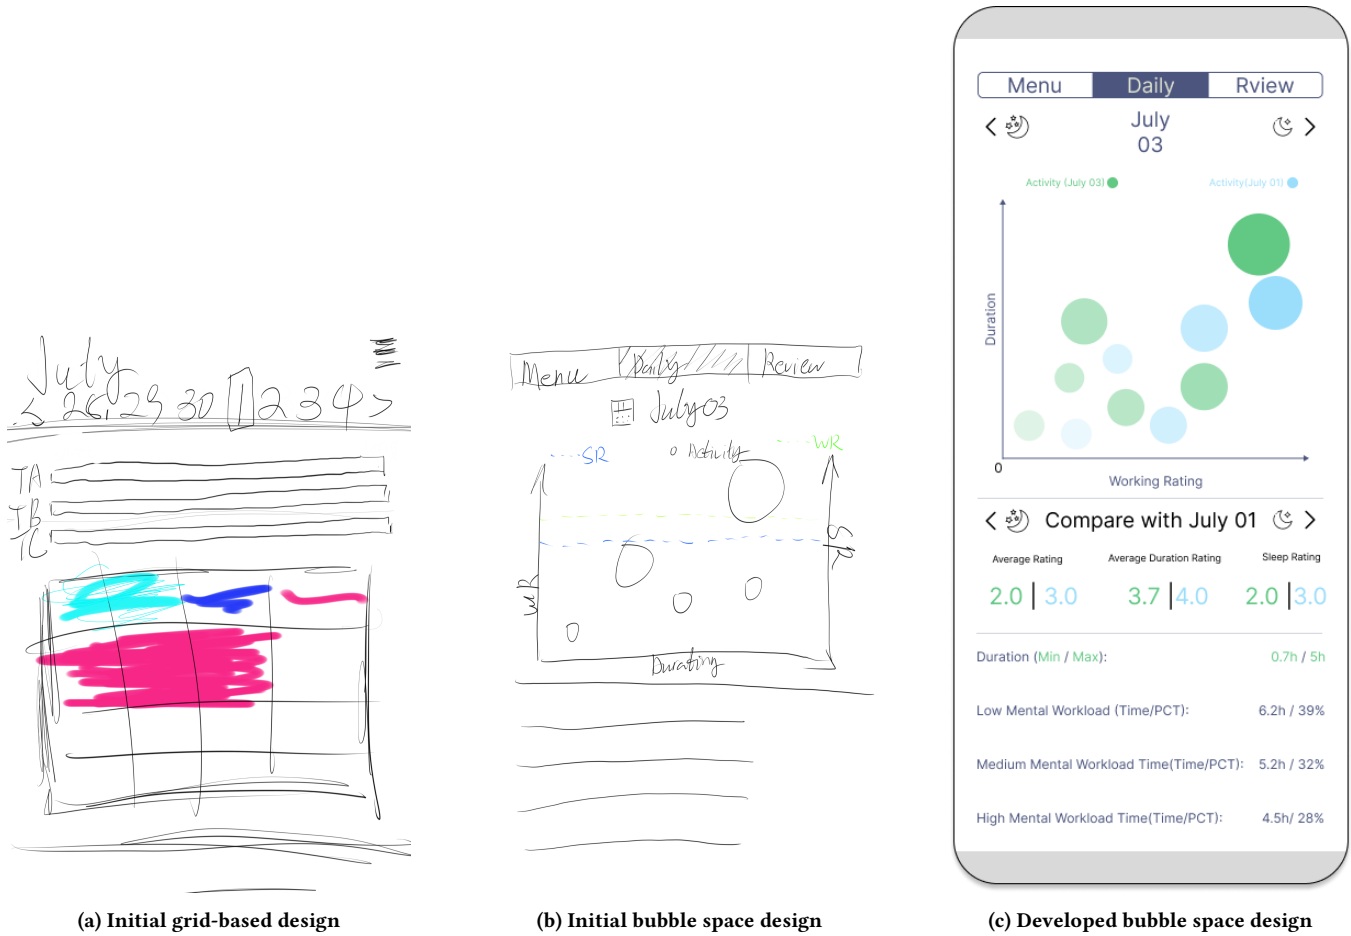 July
< 26, 29 30 1 2 3 4 >
TA
TB
TC
(a) Initial grid-based design
Menu Daily Review
July 03
SR Activity WR
WR
SR
Durating
(b) Initial bubble space design
Menu Daily Rview
July
03
Activity (July 03) Activity(July 01)
Duration
0
Working Rating
Compare with July 01
Average Rating Average Duration Rating Sleep Rating
2.0 | 3.0 3.7 | 4.0 2.0 | 3.0
Duration (Min / Max): 0.7h / 5h
Low Mental Workload (Time/PCT): 6.2h / 39%
Medium Mental Workload Time(Time/PCT): 5.2h / 32%
High Mental Workload Time(Time/PCT): 4.5h/ 28%
(c) Developed bubble space design